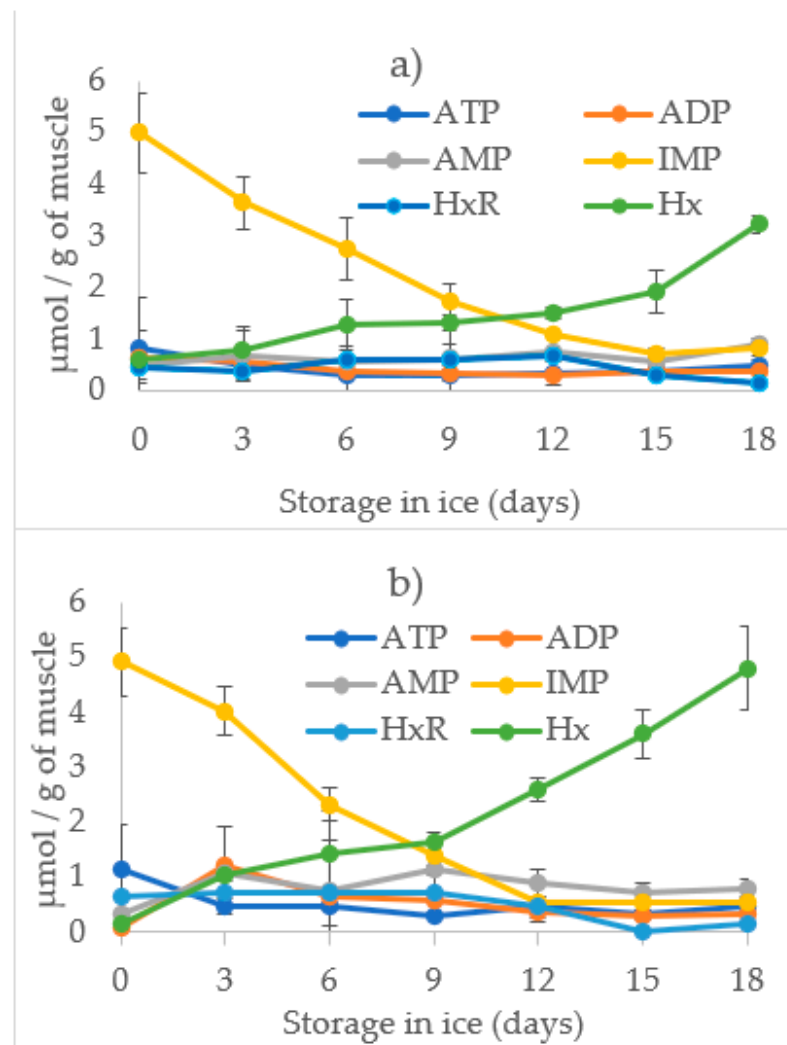 a)
6
5
4
3
2
1
0
μmol / g of muscle
ATP ADP
AMP IMP
HxR Hx
0 3 6 9 12 15 18
Storage in ice (days)
b)
6
5
4
3
2
1
0
μmol / g of muscle
ATP ADP
AMP IMP
HxR Hx
0 3 6 9 12 15 18
Storage in ice (days)